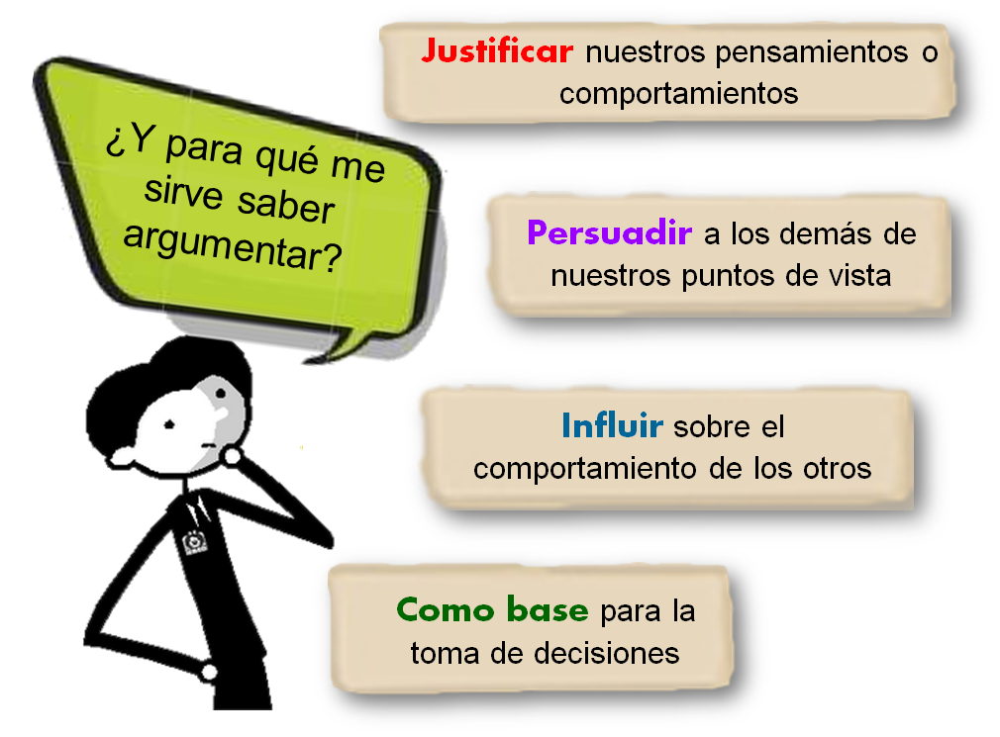 ¿Y para qué me
sirve saber
argumentar?
Justificar nuestros pensamientos o
comportamientos
Persuadir a los demás de
nuestros puntos de vista
Influir sobre el
comportamiento de los otros
Como base para la
toma de decisiones